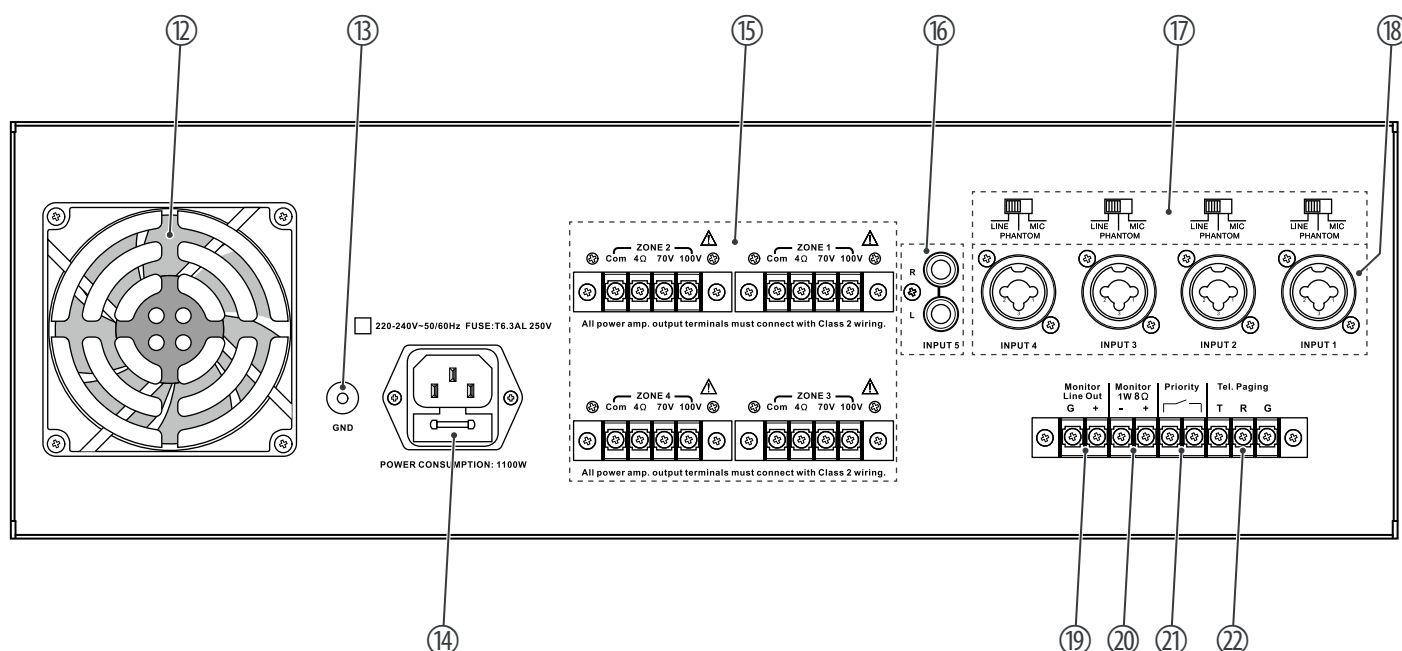 ⑫ ⑬ ⑮ ⑯ ⑰ ⑱
LINE MIC
PHANTOM
LINE MIC
PHANTOM
LINE MIC
PHANTOM
LINE MIC
PHANTOM
ZONE 2
Com 4Ω 70V 100V
ZONE 1
Com 4Ω 70V 100V
All power amp. output terminals must connect with Class 2 wiring.
R
L
INPUT 5
INPUT 4
INPUT 3
INPUT 2
INPUT 1
220-240V~50/60Hz FUSE:T6.3AL 250V
GND
POWER CONSUMPTION: 1100W
ZONE 4
Com 4Ω 70V 100V
ZONE 3
Com 4Ω 70V 100V
All power amp. output terminals must connect with Class 2 wiring.
Monitor
Line Out
G +
Monitor
1W 8Ω
- +
Priority
Tel. Paging
T R G
⑭ ⑲ ⑳ ㉑ ㉒